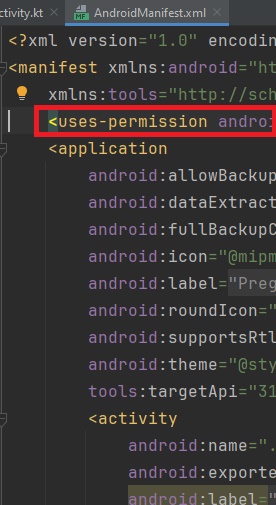 ctivity.kt AndroidManifest.xml
<?xml version="1.0" encodin
<manifest xmlns:android="ht
xmlns:tools="http://sch
<uses-permission androi
<application
android:allowBackup
android:dataExtract
android:fullBackupC
android:icon="@mipm
android:label="Preg
android:roundIcon="
android:supportsRtl
android:theme="@sty
tools:targetApi="31
<activity
android:name=".
android:exporte
android:label="